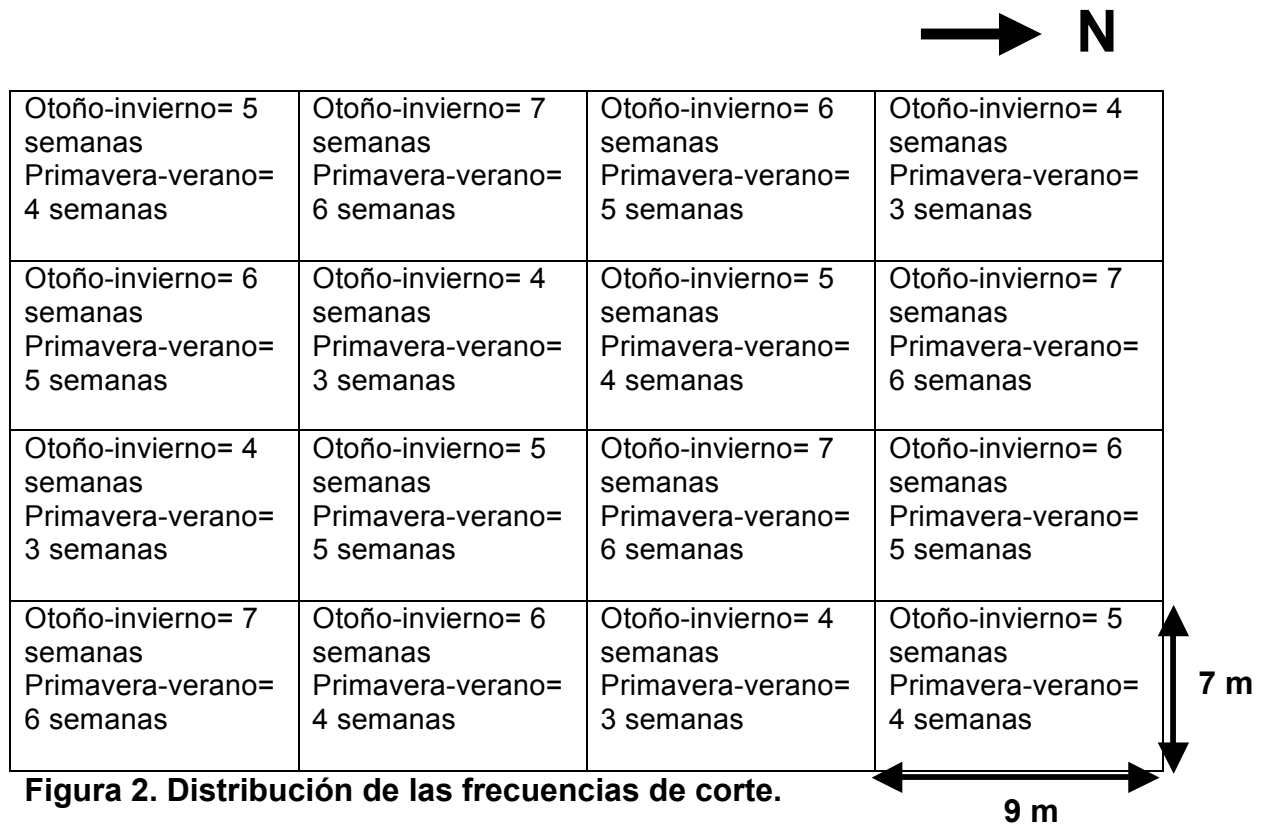 N
Otoño-invierno= 5
semanas
Primavera-verano=
4 semanas
Otoño-invierno= 7
semanas
Primavera-verano=
6 semanas
Otoño-invierno= 6
semanas
Primavera-verano=
5 semanas
Otoño-invierno= 4
semanas
Primavera-verano=
3 semanas
Otoño-invierno= 6
semanas
Primavera-verano=
5 semanas
Otoño-invierno= 4
semanas
Primavera-verano=
3 semanas
Otoño-invierno= 5
semanas
Primavera-verano=
4 semanas
Otoño-invierno= 7
semanas
Primavera-verano=
6 semanas
Otoño-invierno= 4
semanas
Primavera-verano=
3 semanas
Otoño-invierno= 5
semanas
Primavera-verano=
5 semanas
Otoño-invierno= 7
semanas
Primavera-verano=
6 semanas
Otoño-invierno= 6
semanas
Primavera-verano=
5 semanas
Otoño-invierno= 7
semanas
Primavera-verano=
6 semanas
Otoño-invierno= 6
semanas
Primavera-verano=
4 semanas
Otoño-invierno= 4
semanas
Primavera-verano=
3 semanas
Otoño-invierno= 5
semanas
Primavera-verano=
4 semanas
7 m
Figura 2. Distribución de las frecuencias de corte.
9 m